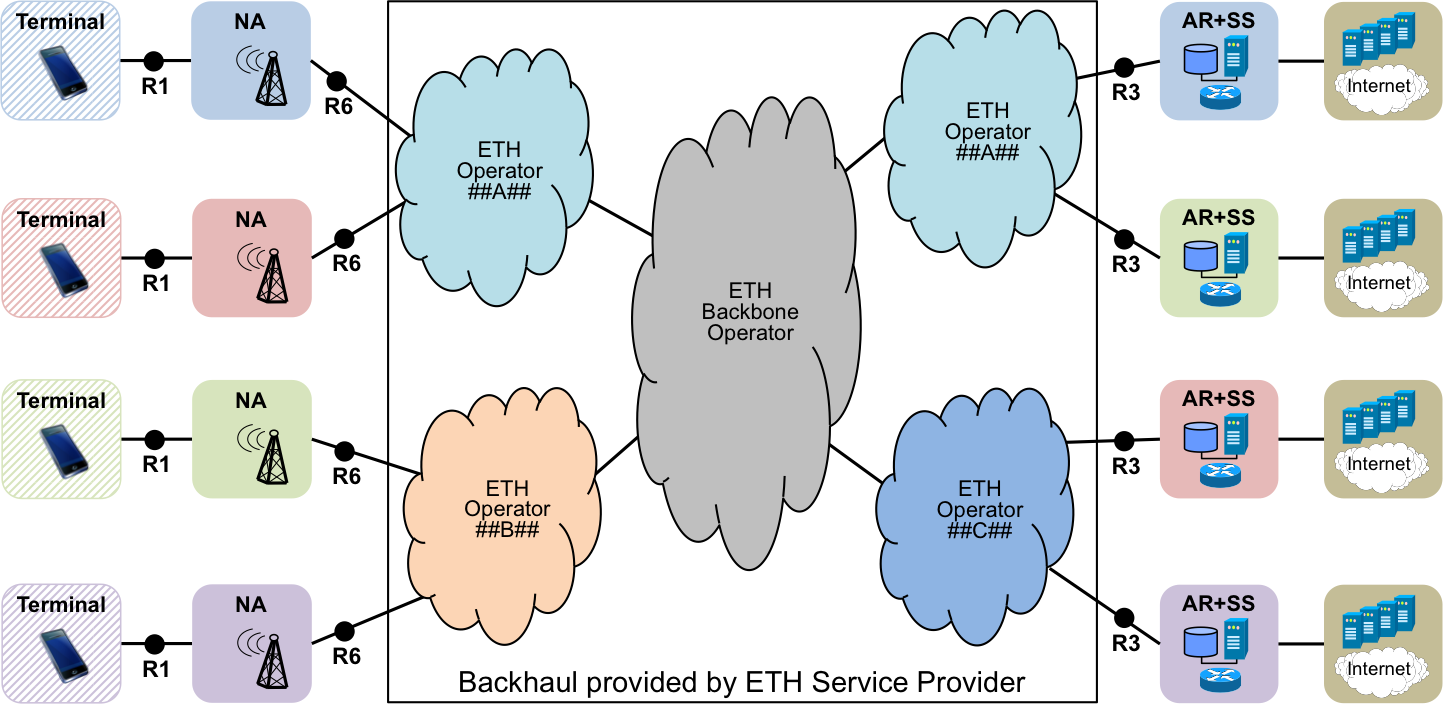 Terminal
NA
R1
R6
ETH
Operator
##A##
ETH
Operator
##A##
R3
AR+SS
Internet
Terminal
NA
R1
R6
R3
AR+SS
Internet
ETH
Backbone
Operator
Terminal
NA
R1
R6
ETH
Operator
##B##
ETH
Operator
##C##
R3
AR+SS
Internet
Terminal
NA
R1
R6
R3
AR+SS
Internet
Backhaul provided by ETH Service Provider